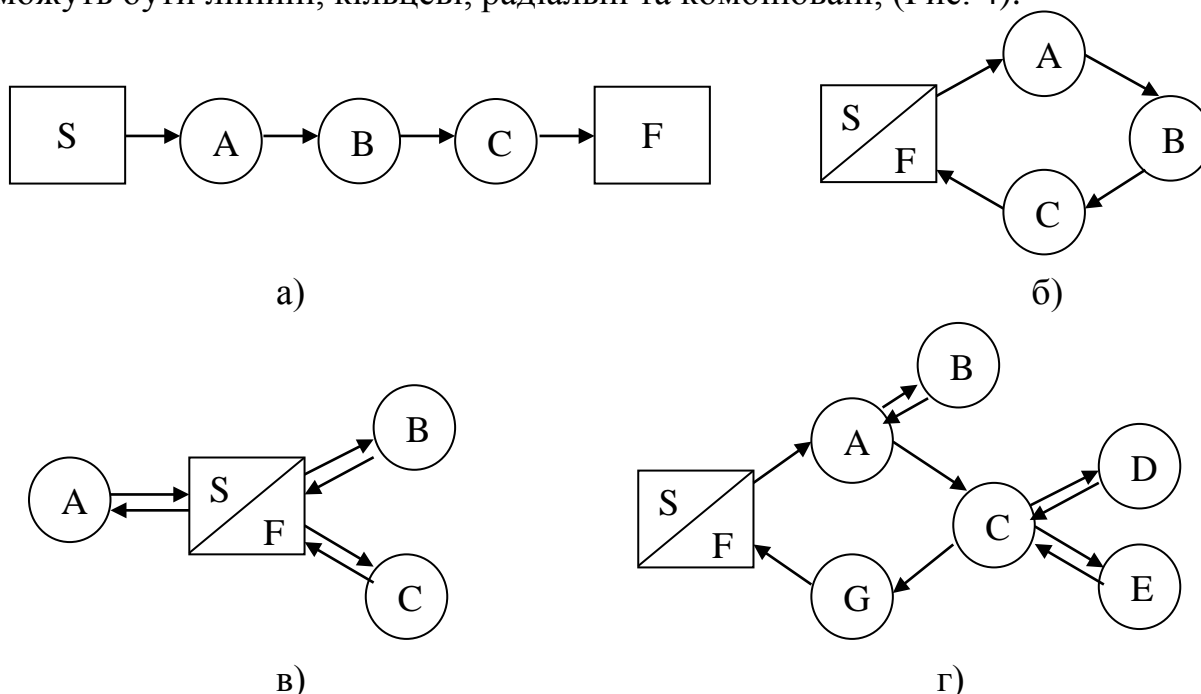 можуть бути лінійні, кільцеві, радіальні та комбіновані, (Рис. 4).
S A B C F
S F A B C
а) б)
A S F B C
S F A B C D E G
в) г)